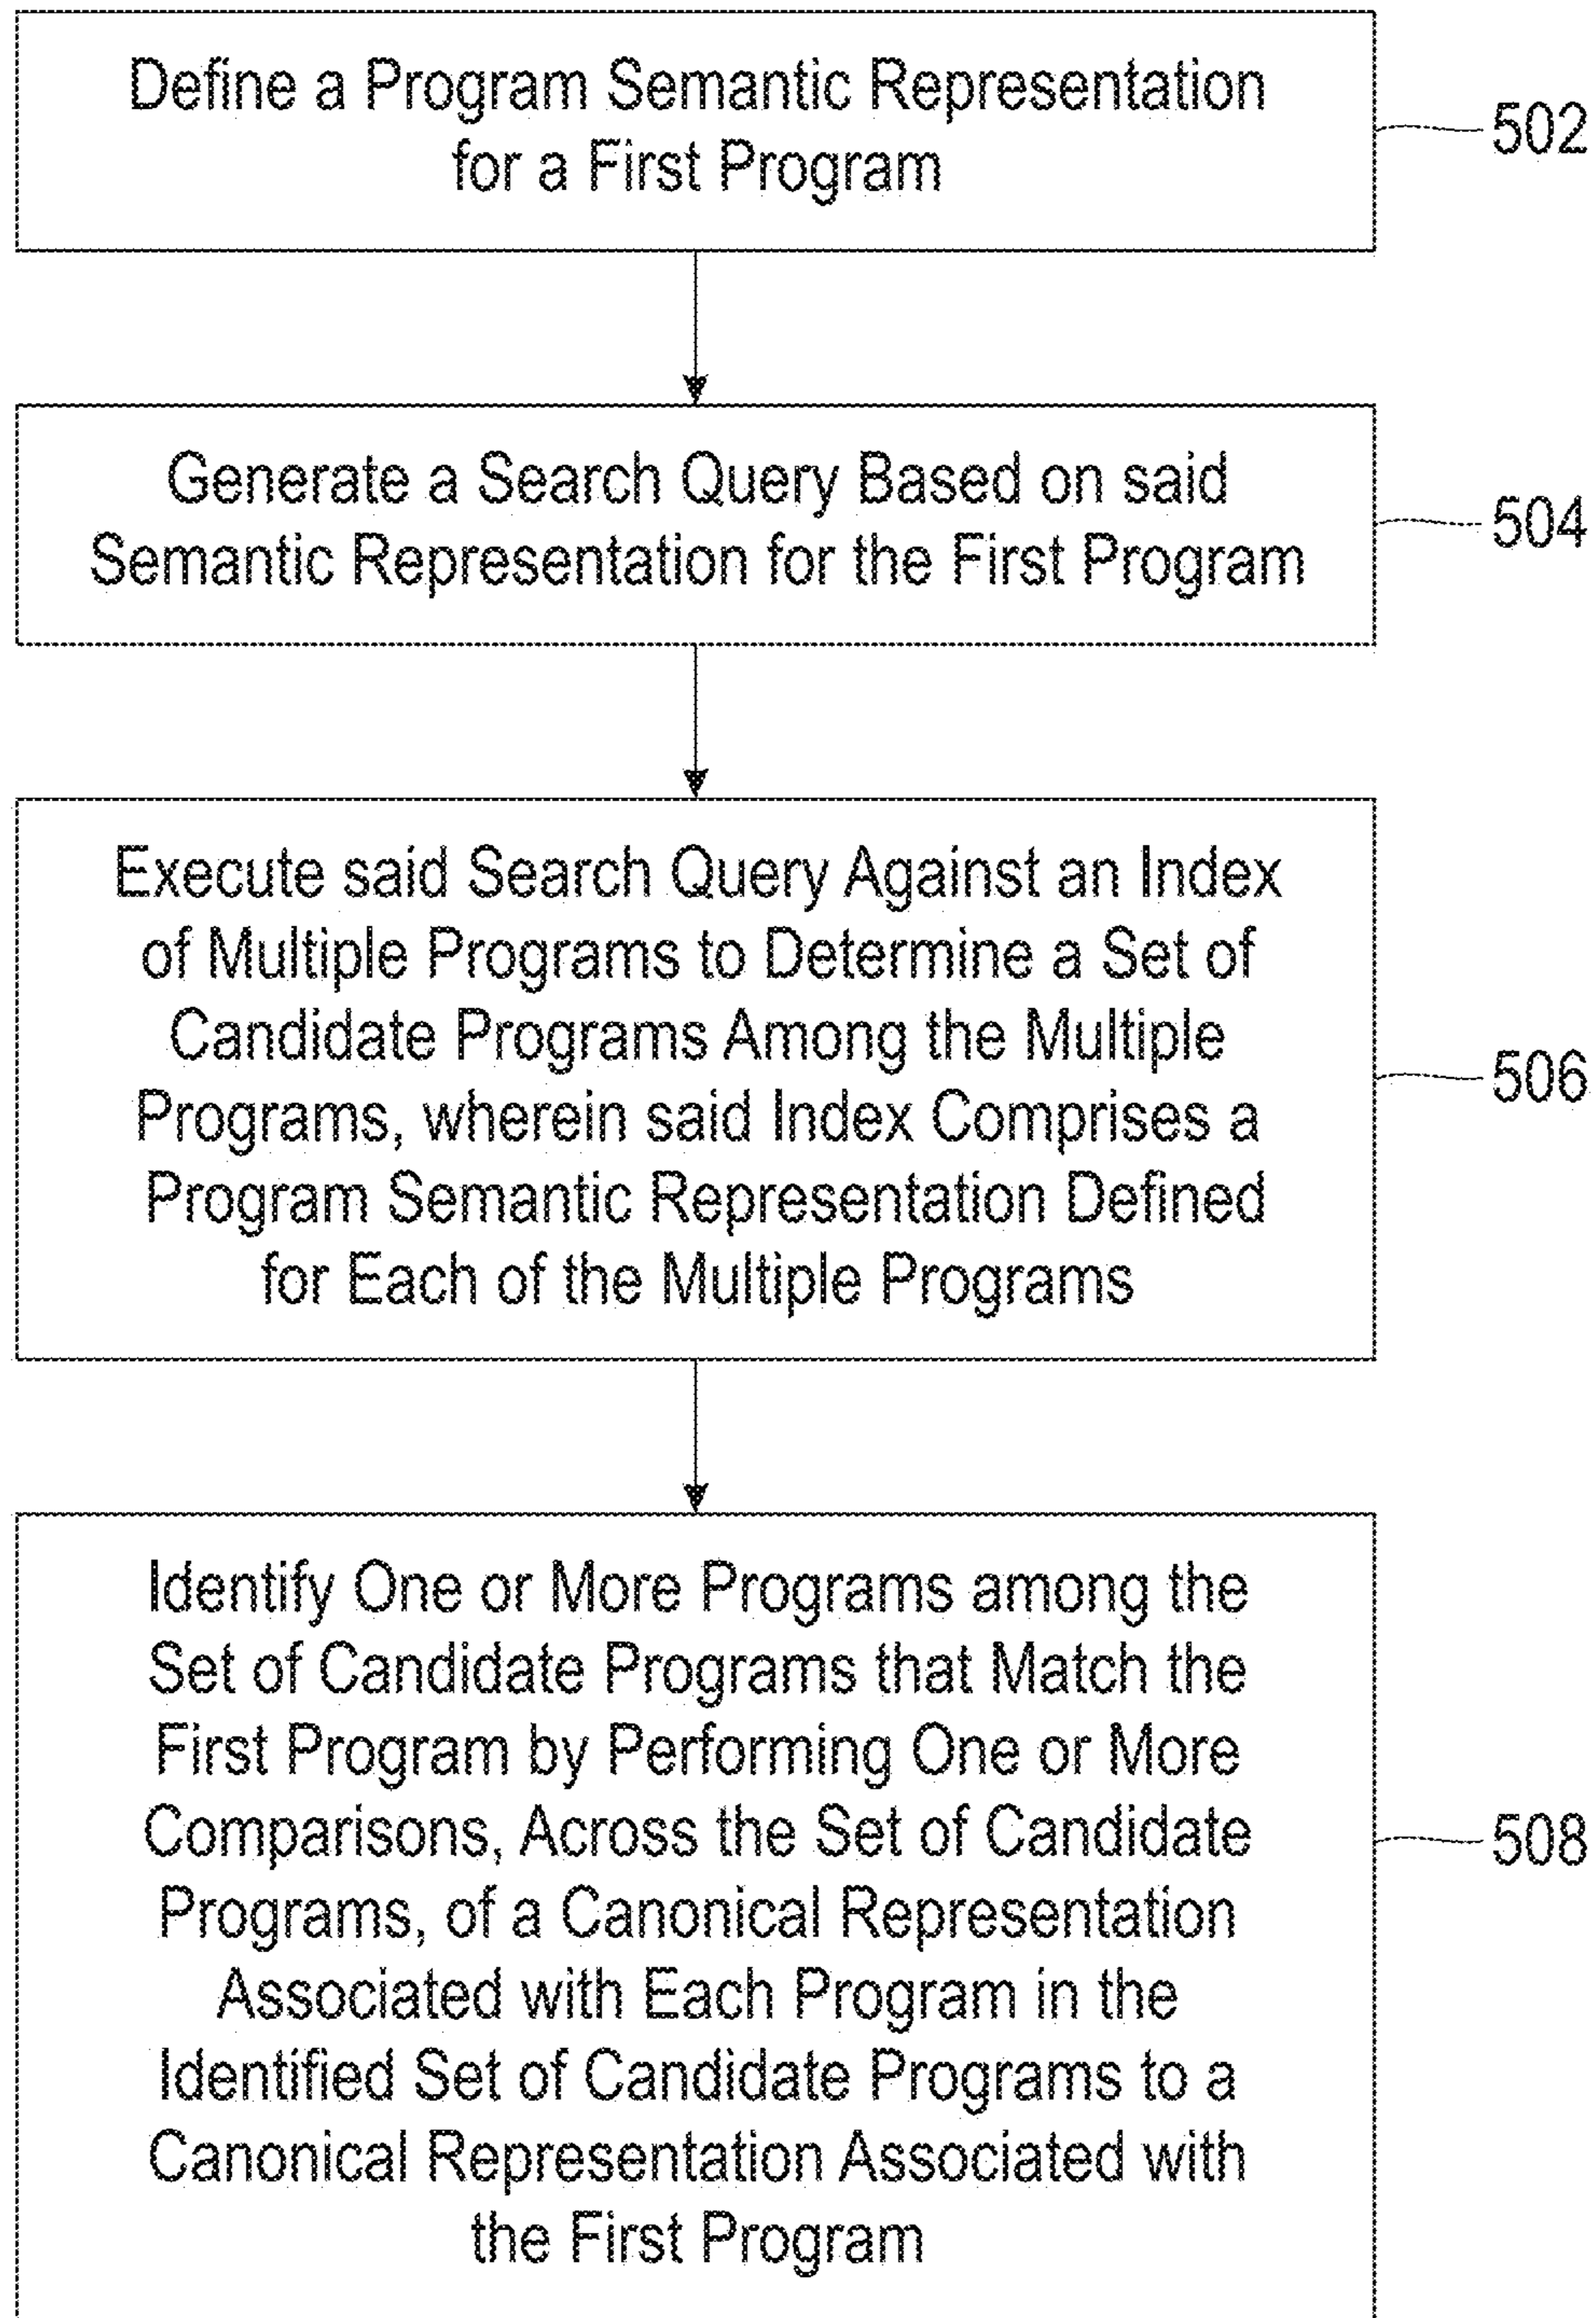 Define a Program Semantic Representation
for a First Program
502
Generate a Search Query Based on said
Semantic Representation for the First Program
504
Execute said Search Query Against an Index
of Multiple Programs to Determine a Set of
Candidate Programs Among the Multiple
Programs, wherein said Index Comprises a
Program Semantic Representation Defined
for Each of the Multiple Programs
506
Identify One or More Programs among the
Set of Candidate Programs that Match the
First Program by Performing One or More
Comparisons, Across the Set of Candidate
Programs, of a Canonical Representation
Associated with Each Program in the
Identified Set of Candidate Programs to a
Canonical Representation Associated with
the First Program
508